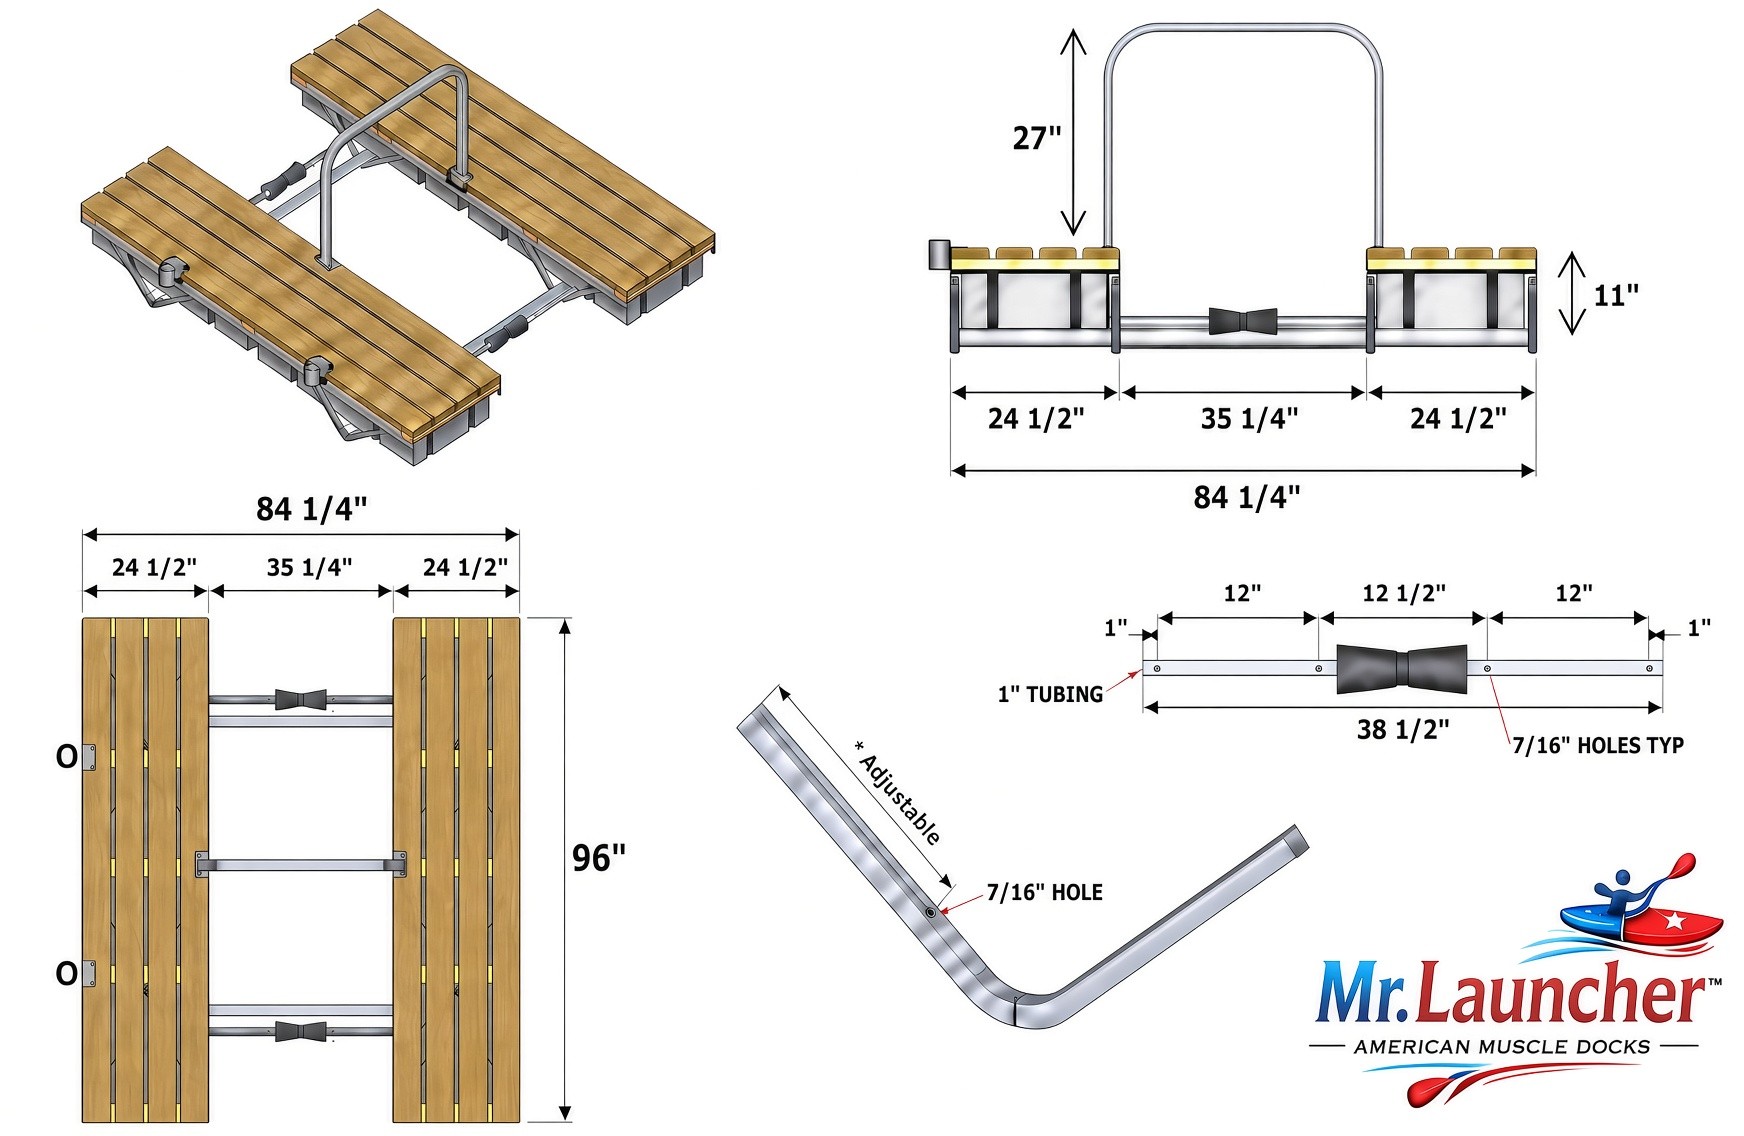 27"
11"
24 1/2" 35 1/4" 24 1/2"
84 1/4"
84 1/4"
24 1/2" 35 1/4" 24 1/2"
O
O
96"
12" 12 1/2" 12"
1" 1"
1" TUBING
38 1/2"
7/16" HOLES TYP
* Adjustable
7/16" HOLE
Mr. Launcher™
AMERICAN MUSCLE DOCKS